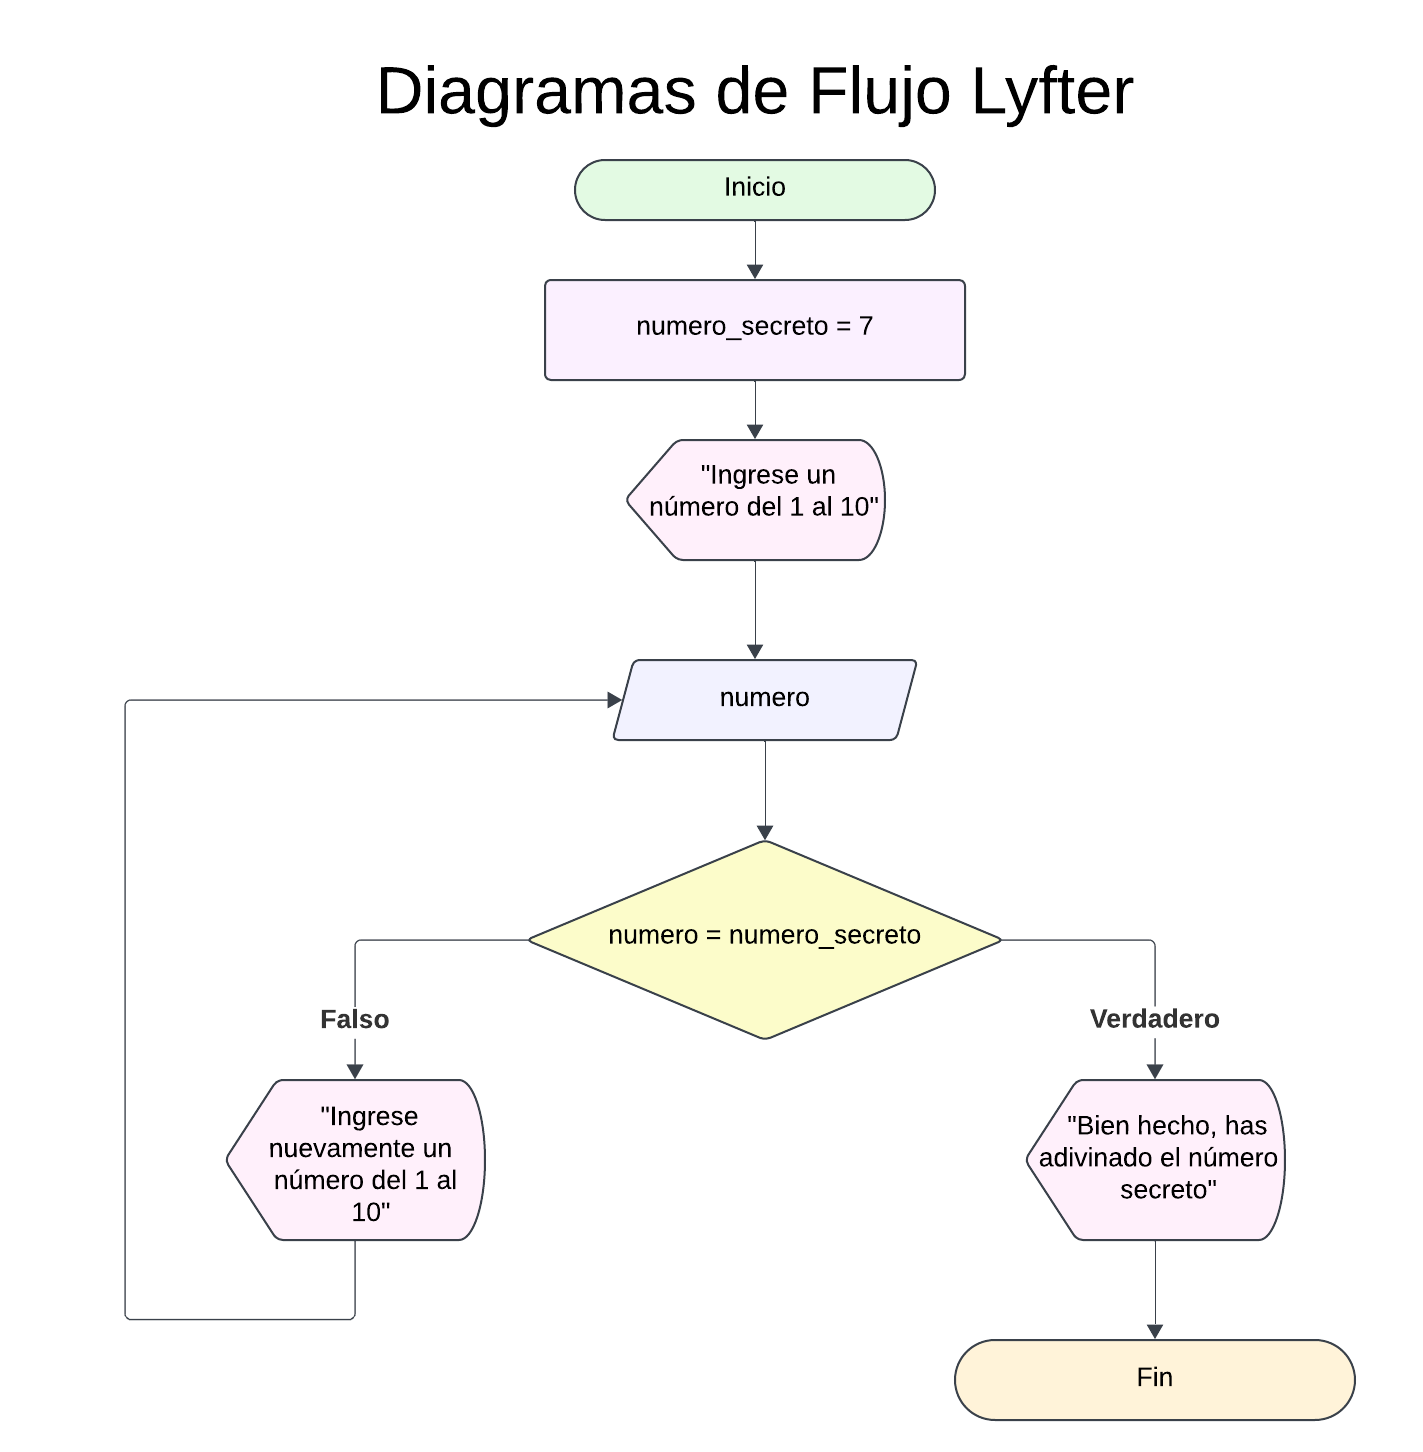 Diagramas de Flujo Lyfter
Inicio
numero_secreto = 7
"Ingrese un
número del 1 al 10"
numero
numero = numero_secreto
Falso
Verdadero
"Ingrese
nuevamente un
número del 1 al
10"
"Bien hecho, has
adivinado el número
secreto"
Fin